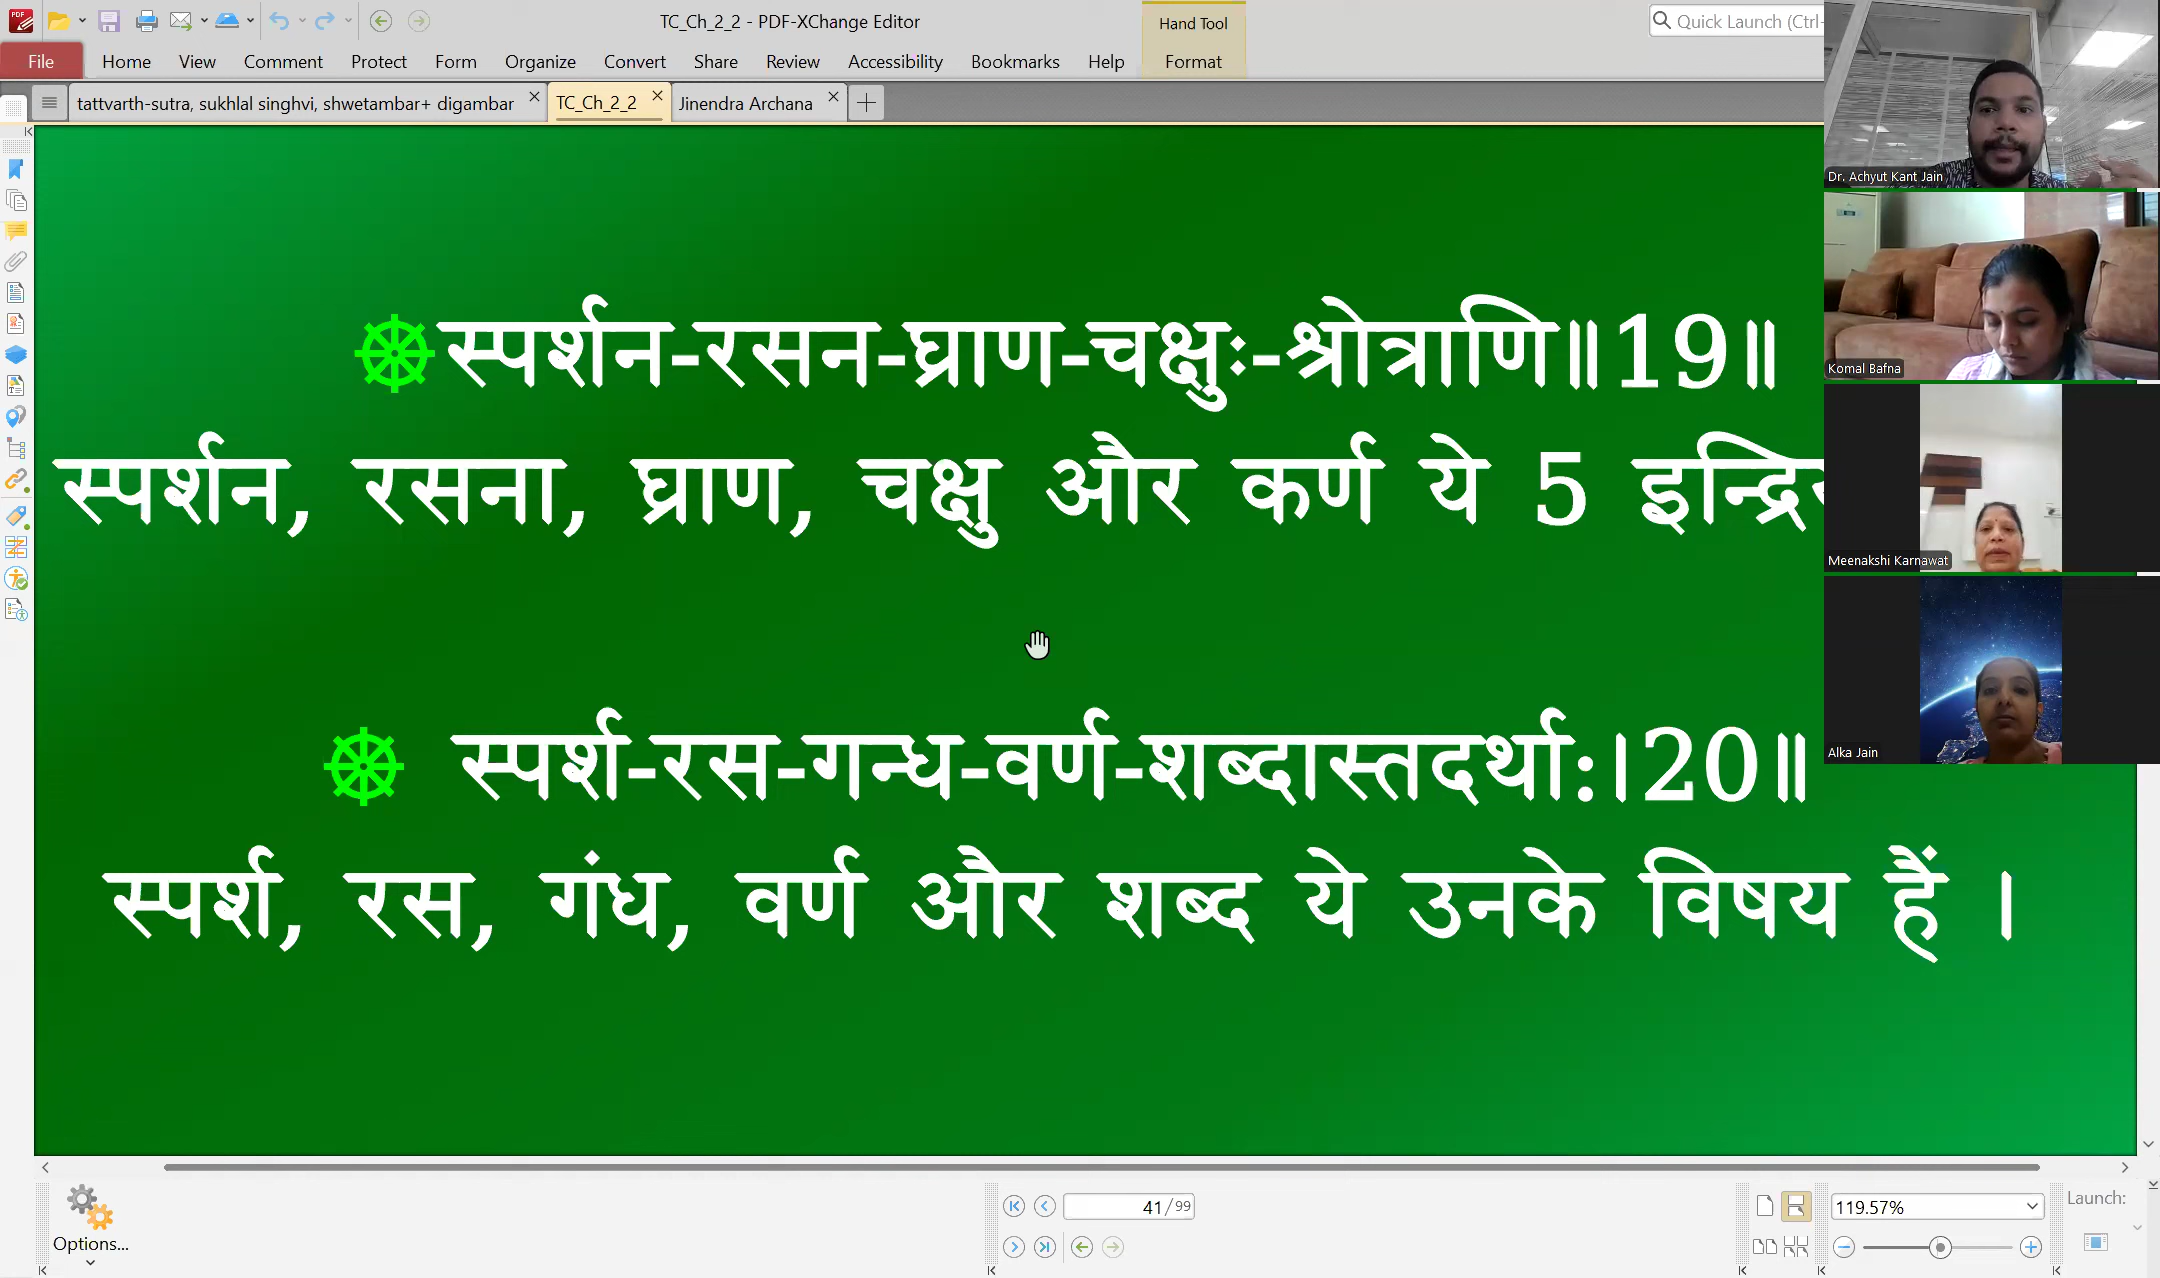 TC_Ch_2_2 - PDF-XChange Editor
Hand Tool
Quick Launch (Ctrl-
File Home View Comment Protect Form Organize Convert Share Review Accessibility Bookmarks Help Format
tattvarth-sutra, sukhlal singhvi, shwetambar+ digambar TC_Ch_2_2 Jinendra Archana
स्पर्शन-रसन-घ्राण-चक्षुः-श्रोत्राणि॥19॥
स्पर्शन, रसना, घ्राण, चक्षु और कर्ण ये 5
स्पर्श-रस-गन्ध-वर्ण-शब्दास्तदर्था:।20॥
स्पर्श, रस, गंध, वर्ण और शब्द ये उनके विषय हैं ।
Dr. Achyut Kant Jain
Komal Bafna
Meenakshi Karnawat
Alka Jain
Options...
41 / 99
119.57%
Launch: